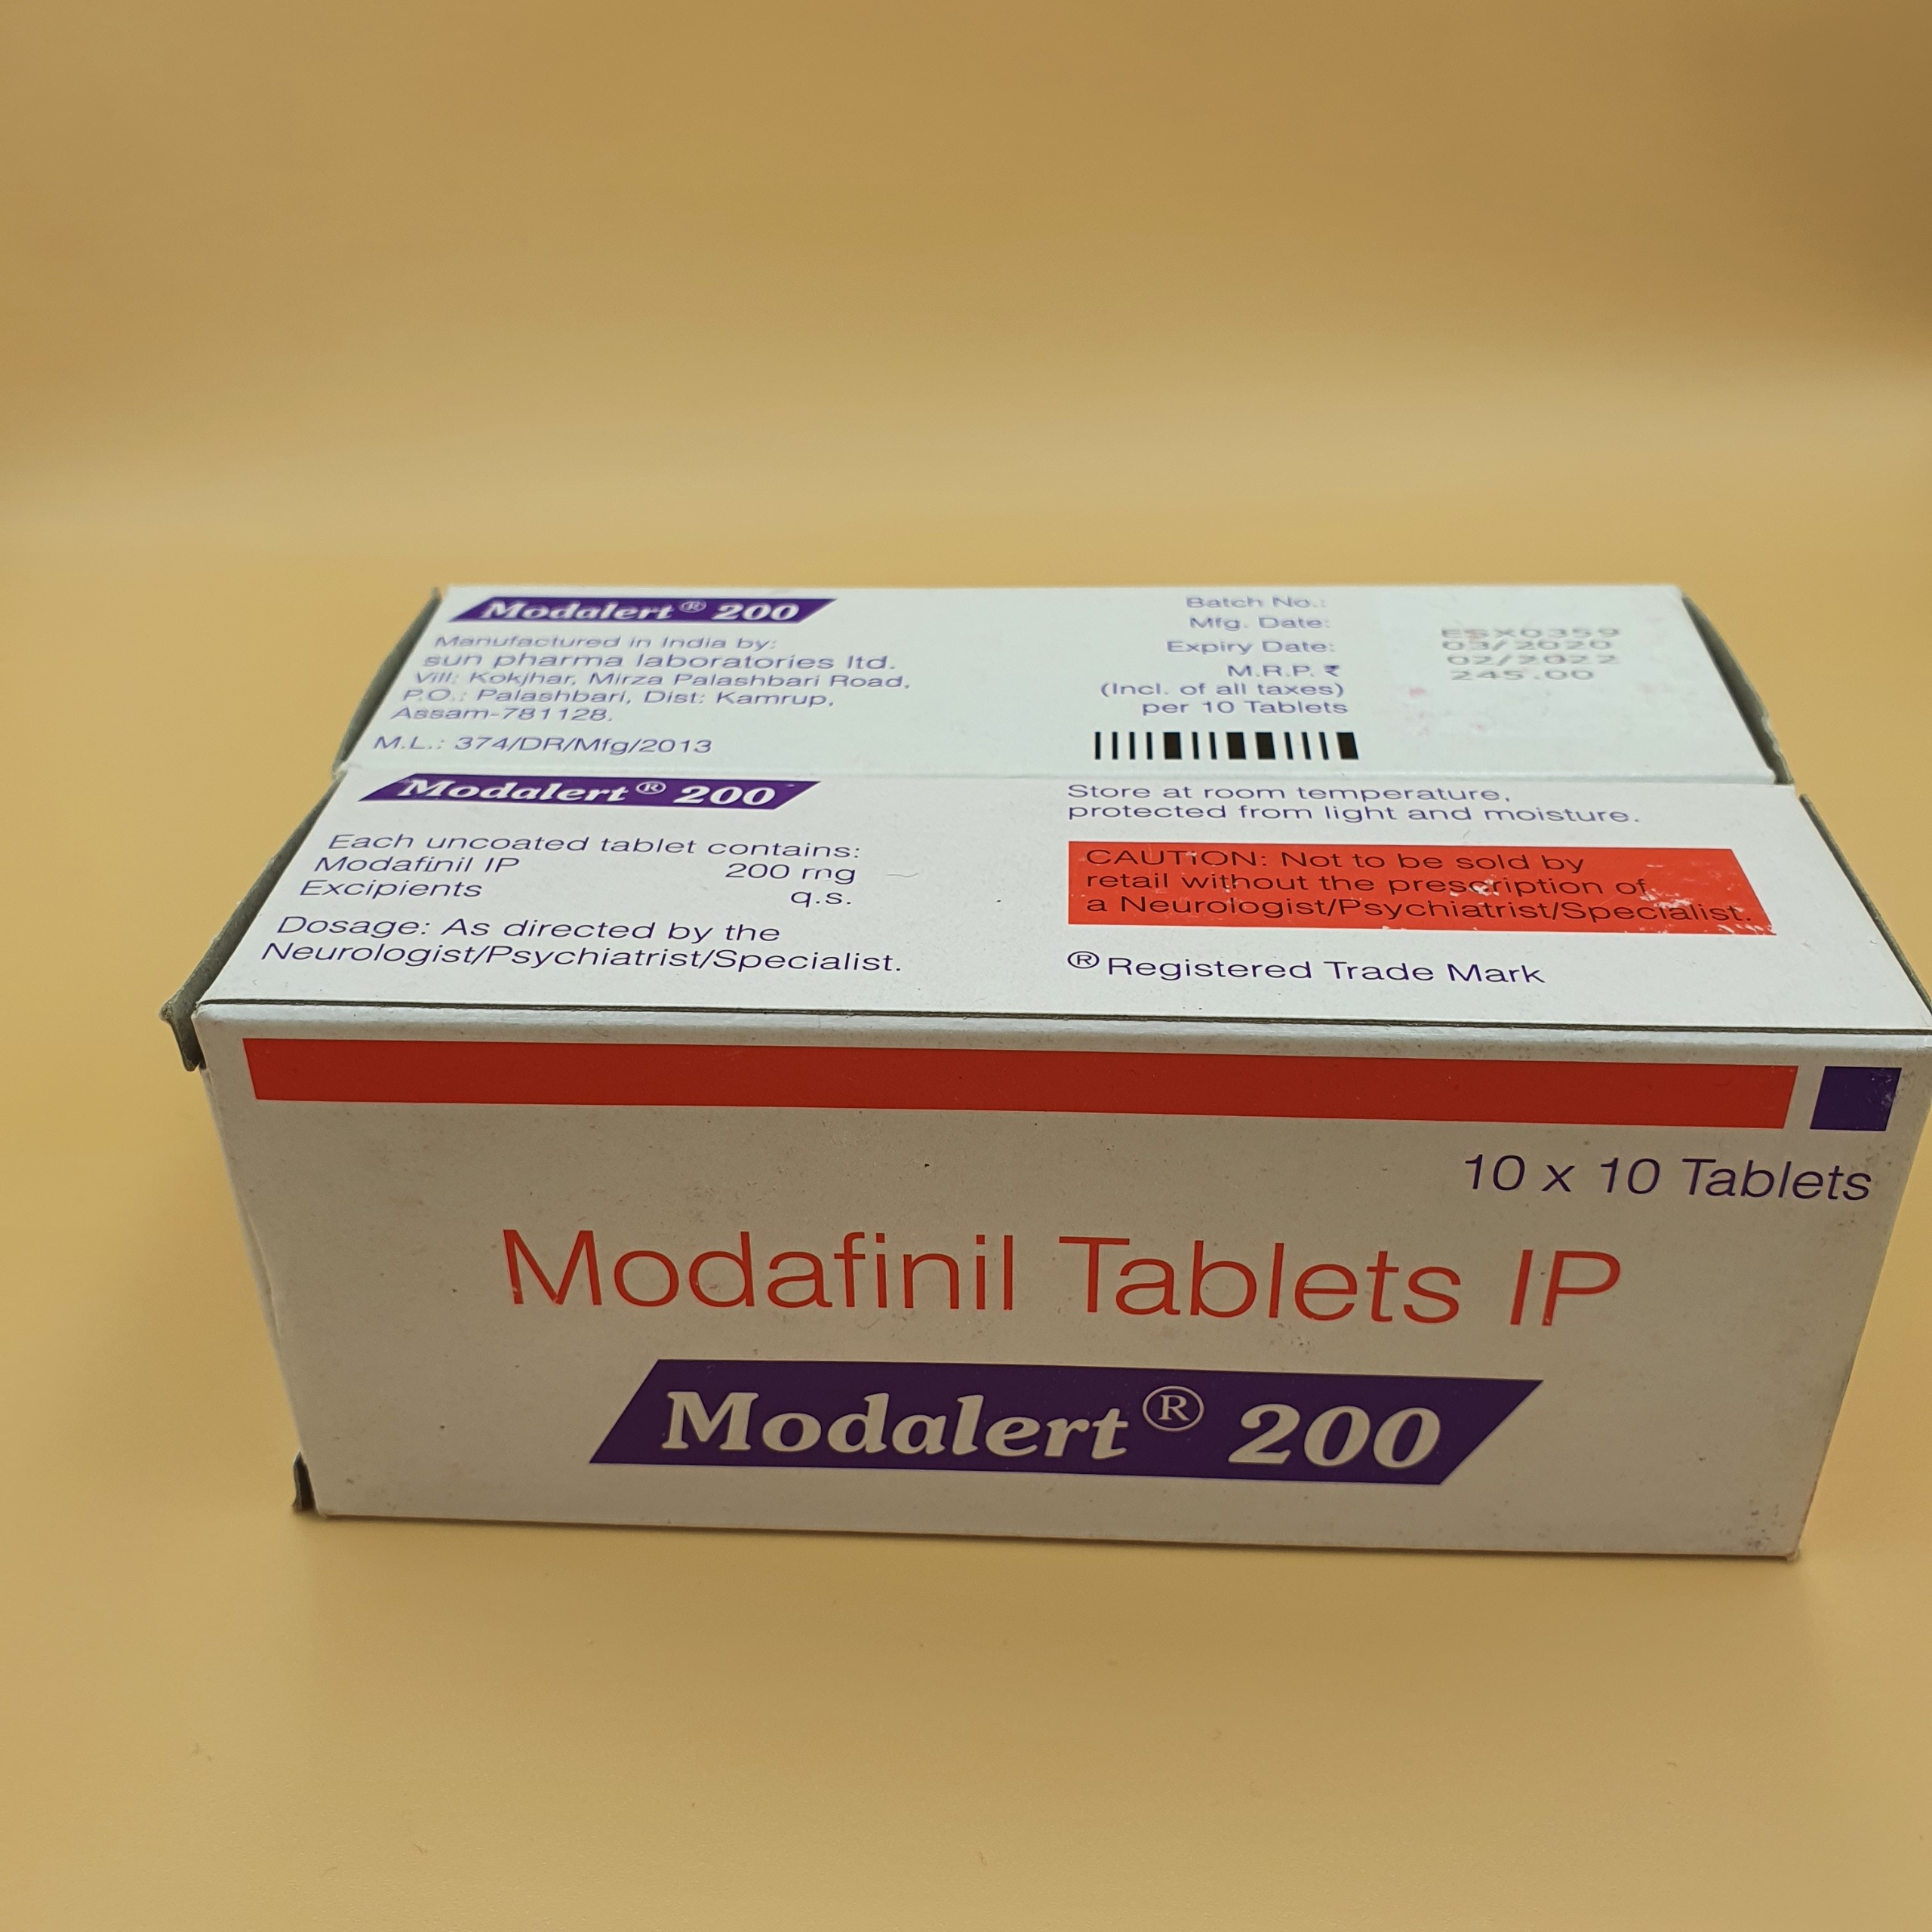 Modalert® 200
Manufactured in India by:
sun pharma laboratories ltd.
Vill: Kokjhar, Mirza Palashbari Road,
P.O.: Palashbari, Dist: Kamrup,
Assam-781128.
M.L.: 374/DR/Mfg/2013
Batch No.:
Mfg. Date:
Expiry Date:
M.R.P. ₹
(Incl. of all taxes)
per 10 Tablets
ESX0359
03/2020
02/2022
245.00
Modalert® 200
Each uncoated tablet contains:
Modafinil IP 200 mg
Excipients q.s.
Dosage: As directed by the
Neurologist/Psychiatrist/Specialist.
Store at room temperature,
protected from light and moisture.
CAUTION: Not to be sold by
retail without the prescription of
a Neurologist/Psychiatrist/Specialist.
® Registered Trade Mark
10 x 10 Tablets
Modafinil Tablets IP
Modalert® 200